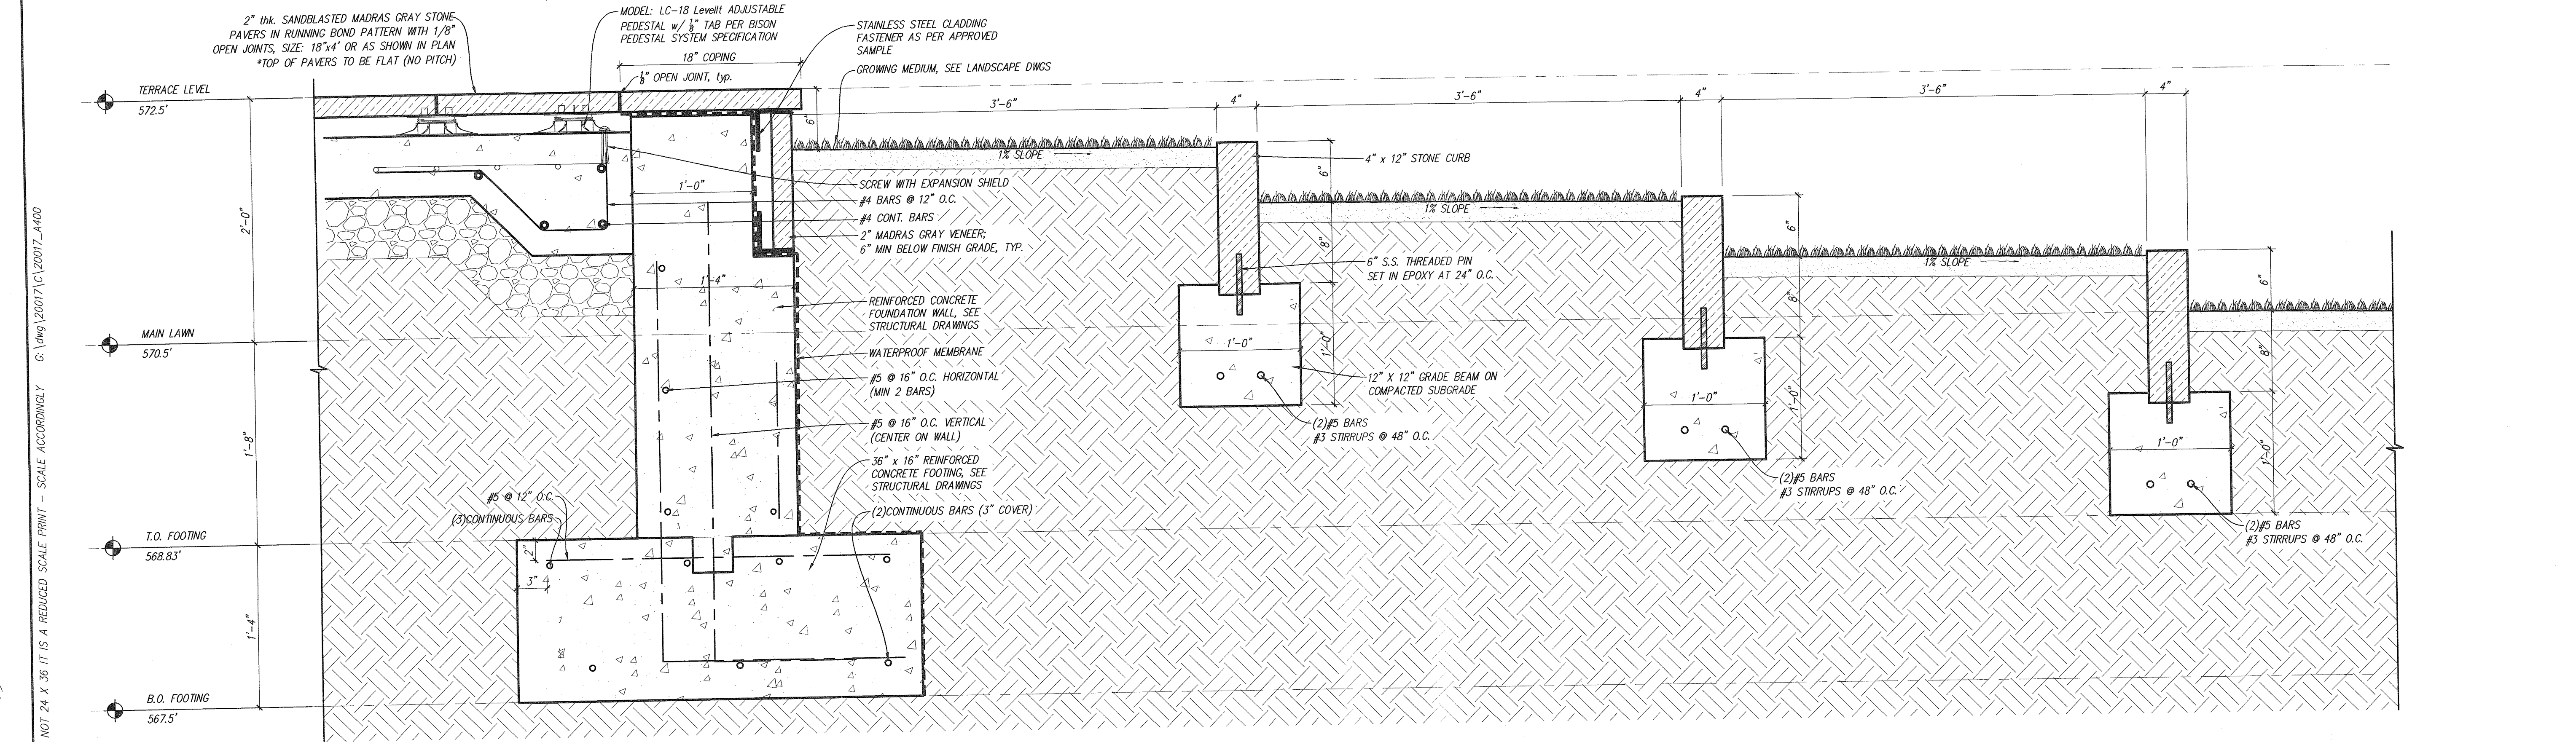 2" thk. SANDBLASTED MADRAS GRAY STONE
PAVERS IN RUNNING BOND PATTERN WITH 1/8"
OPEN JOINTS, SIZE: 18"x4' OR AS SHOWN IN PLAN
*TOP OF PAVERS TO BE FLAT (NO PITCH)
MODEL: LC-18 LevelIt ADJUSTABLE
PEDESTAL w/ 1/8" TAB PER BISON
PEDESTAL SYSTEM SPECIFICATION
18" COPING
1/8" OPEN JOINT, typ.
STAINLESS STEEL CLADDING
FASTENER AS PER APPROVED
SAMPLE
GROWING MEDIUM, SEE LANDSCAPE DWGS
TERRACE LEVEL
572.5'
6"
3'-6"
4"
3'-6"
4"
3'-6"
4"
1% SLOPE
4" x 12" STONE CURB
6"
8"
1'-0"
1% SLOPE
6"
8"
1'-0"
1% SLOPE
6"
8"
1'-0"
2'-0"
1'-0"
SCREW WITH EXPANSION SHIELD
#4 BARS @ 12" O.C.
#4 CONT. BARS
2" MADRAS GRAY VENEER;
6" MIN BELOW FINISH GRADE, TYP.
1'-4"
REINFORCED CONCRETE
FOUNDATION WALL, SEE
STRUCTURAL DRAWINGS
WATERPROOF MEMBRANE
#5 @ 16" O.C. HORIZONTAL
(MIN 2 BARS)
#5 @ 16" O.C. VERTICAL
(CENTER ON WALL)
36" x 16" REINFORCED
CONCRETE FOOTING, SEE
STRUCTURAL DRAWINGS
(2)CONTINUOUS BARS (3" COVER)
6" S.S. THREADED PIN
SET IN EPOXY AT 24" O.C.
1'-0"
12" X 12" GRADE BEAM ON
COMPACTED SUBGRADE
(2)#5 BARS
#3 STIRRUPS @ 48" O.C.
1'-0"
(2)#5 BARS
#3 STIRRUPS @ 48" O.C.
1'-0"
(2)#5 BARS
#3 STIRRUPS @ 48" O.C.
MAIN LAWN
570.5'
1'-8"
#5 @ 12" O.C.
(3)CONTINUOUS BARS
2"
3"
T.O. FOOTING
568.83'
1'-4"
B.O. FOOTING
567.5'
NOT 24 X 36 IT IS A REDUCED SCALE PRINT - SCALE ACCORDINGLY
G:\dwg\20017\C\20017_A400